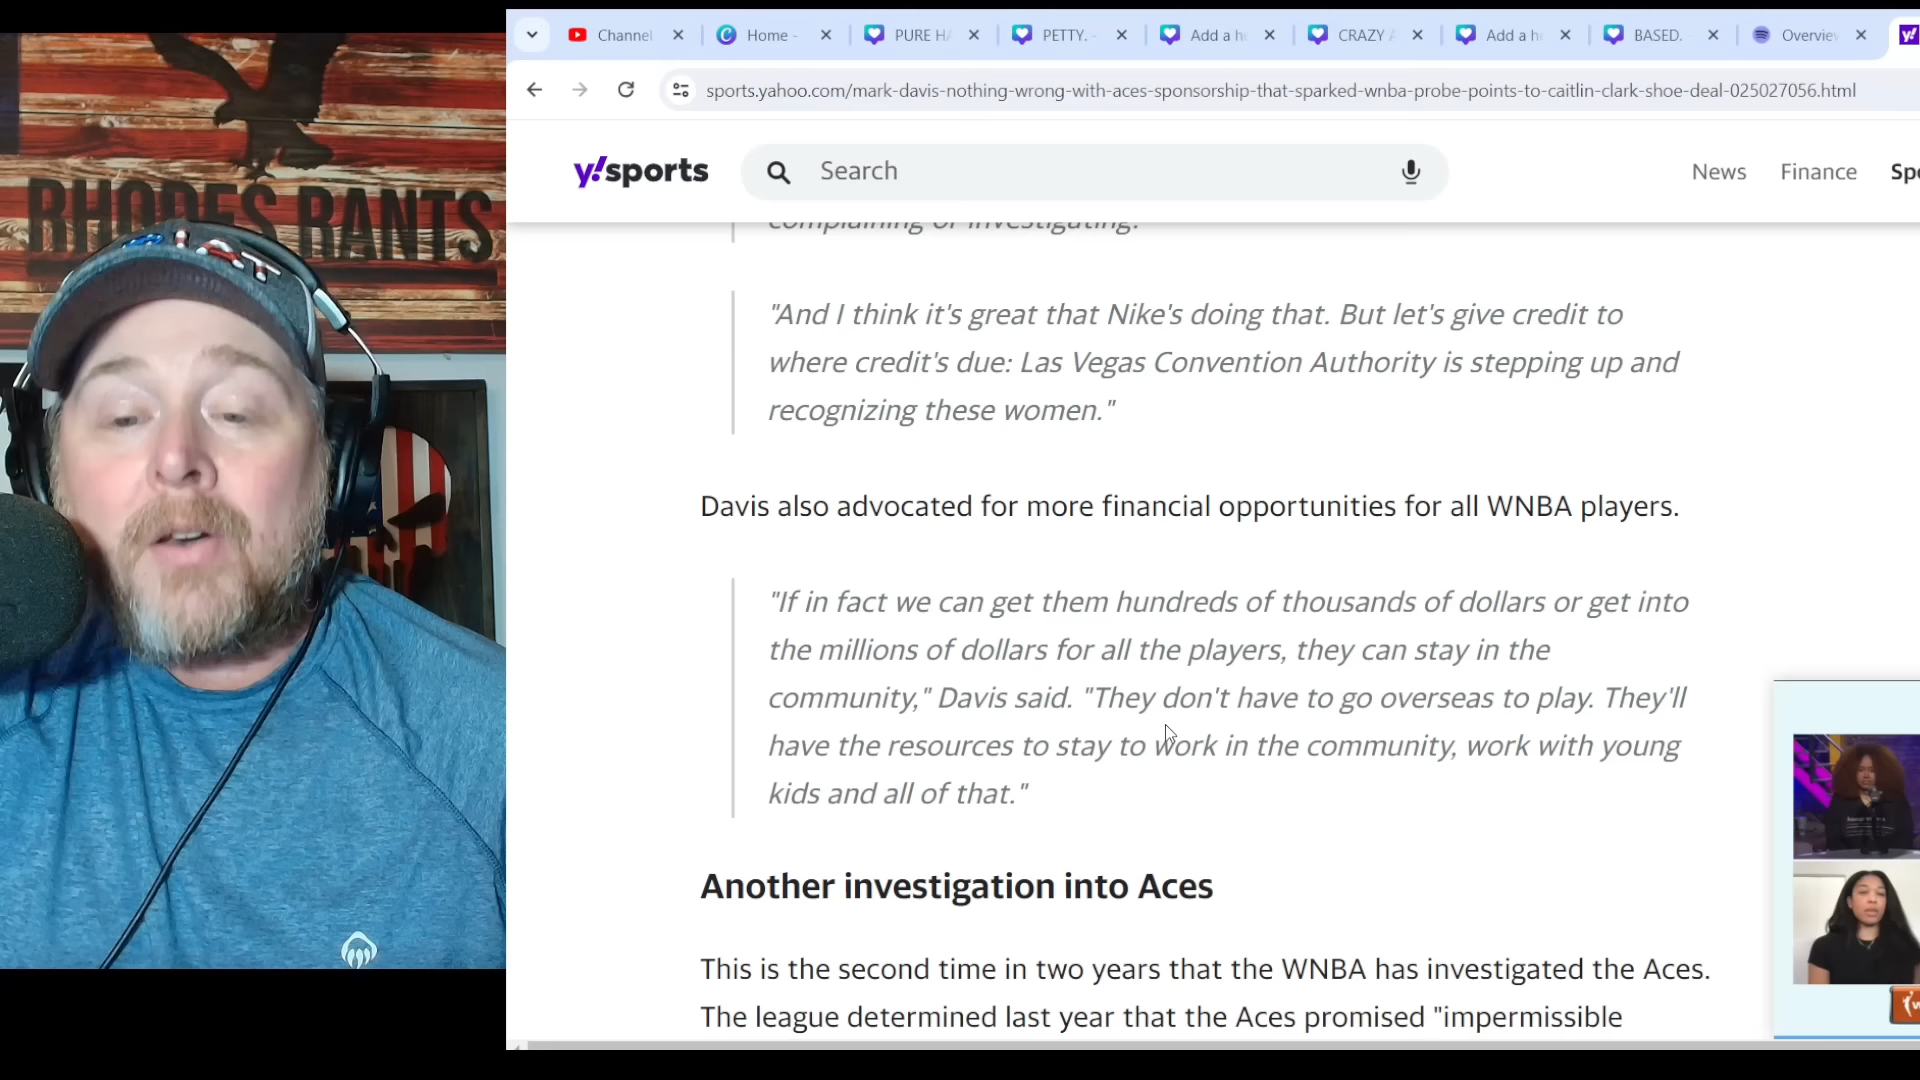 Channel
Home -
PURE HA
PETTY. -
Add a he
CRAZY A
Add a he
BASED.
Overview
y!
sports.yahoo.com/mark-davis-nothing-wrong-with-aces-sponsorship-that-sparked-wnba-probe-points-to-caitlin-clark-shoe-deal-025027056.html
y!sports
Search
News
Finance
Spo
RHODES RANTS
complaining or investigating.
"And I think it's great that Nike's doing that. But let's give credit to
where credit's due: Las Vegas Convention Authority is stepping up and
recognizing these women."
Davis also advocated for more financial opportunities for all WNBA players.
"If in fact we can get them hundreds of thousands of dollars or get into
the millions of dollars for all the players, they can stay in the
community," Davis said. "They don't have to go overseas to play. They'll
have the resources to stay to work in the community, work with young
kids and all of that."
Another investigation into Aces
This is the second time in two years that the WNBA has investigated the Aces.
The league determined last year that the Aces promised "impermissible